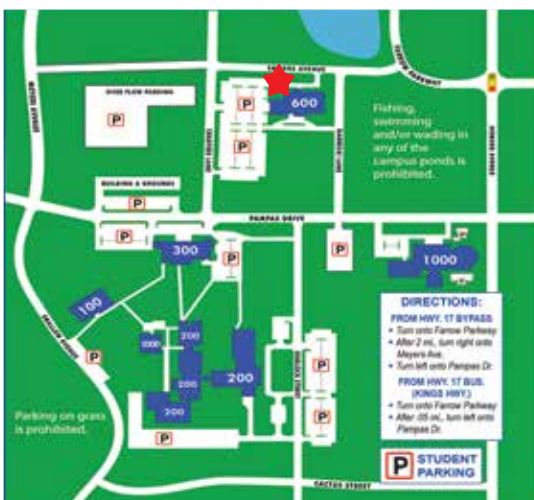 OVER FLOW PARKING
P
P
600
P
FARROW PARKWAY
Fishing,
swimming
and/or wading in
any of the
campus ponds is
prohibited.
BUILDING & GROUNDS
P
P
PAMPAS DRIVE
300
P
P
1000
100
P
2000
200
200
200
200
P
P
P
Parking on grass
is prohibited.
DIRECTIONS:
FROM HWY. 17 BYPASS
• Turn onto Farrow Parkway
• After 2 mi., turn right onto
Meyers Ave.
• Turn left onto Pampas Dr.
FROM HWY. 17 BUS.
(KINGS HWY.)
• Turn onto Farrow Parkway
• After .05 mi., turn left onto
Pampas Dr.
P STUDENT
PARKING
CACTUS STREET